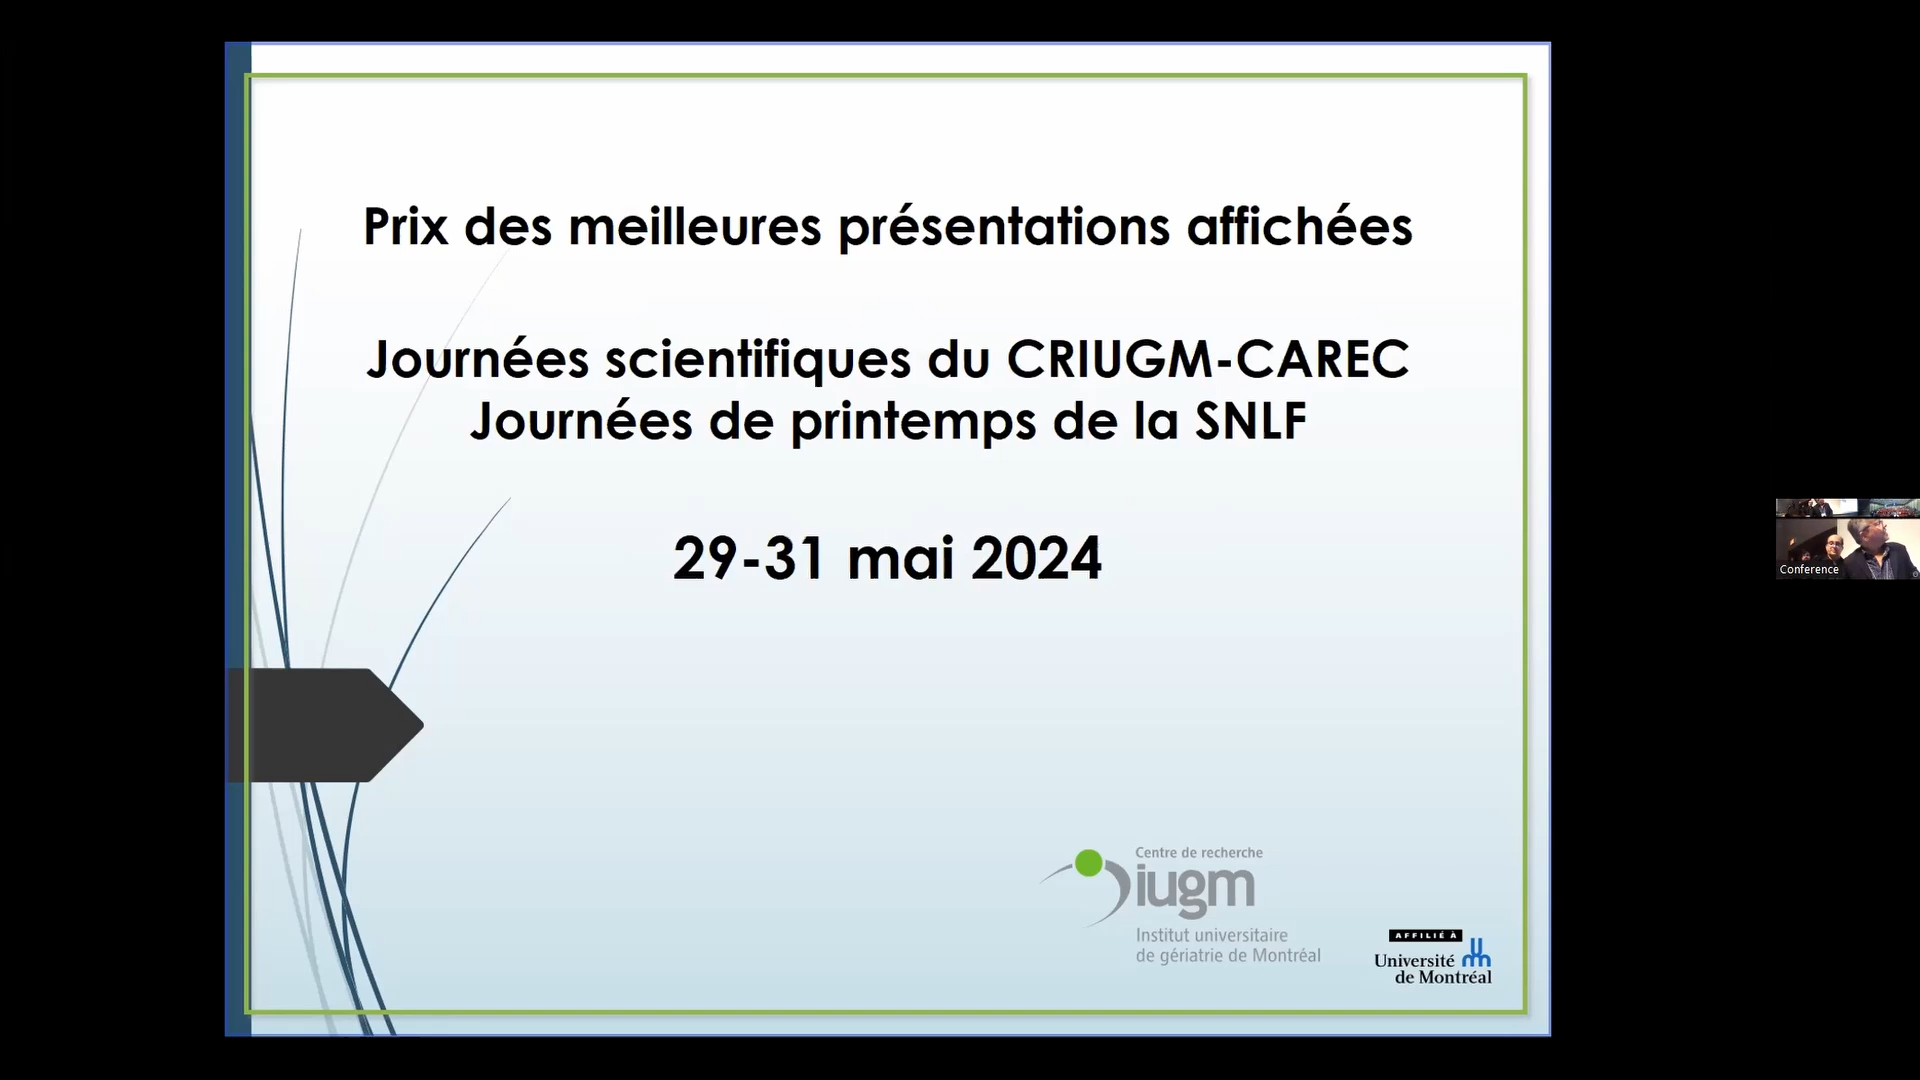 Prix des meilleures présentations affichées
Journées scientifiques du CRIUGM-CAREC
Journées de printemps de la SNLF
29-31 mai 2024
Centre de recherche
iugm
Institut universitaire
de gériatrie de Montréal
AFFILIÉ À
Université
de Montréal
Conference